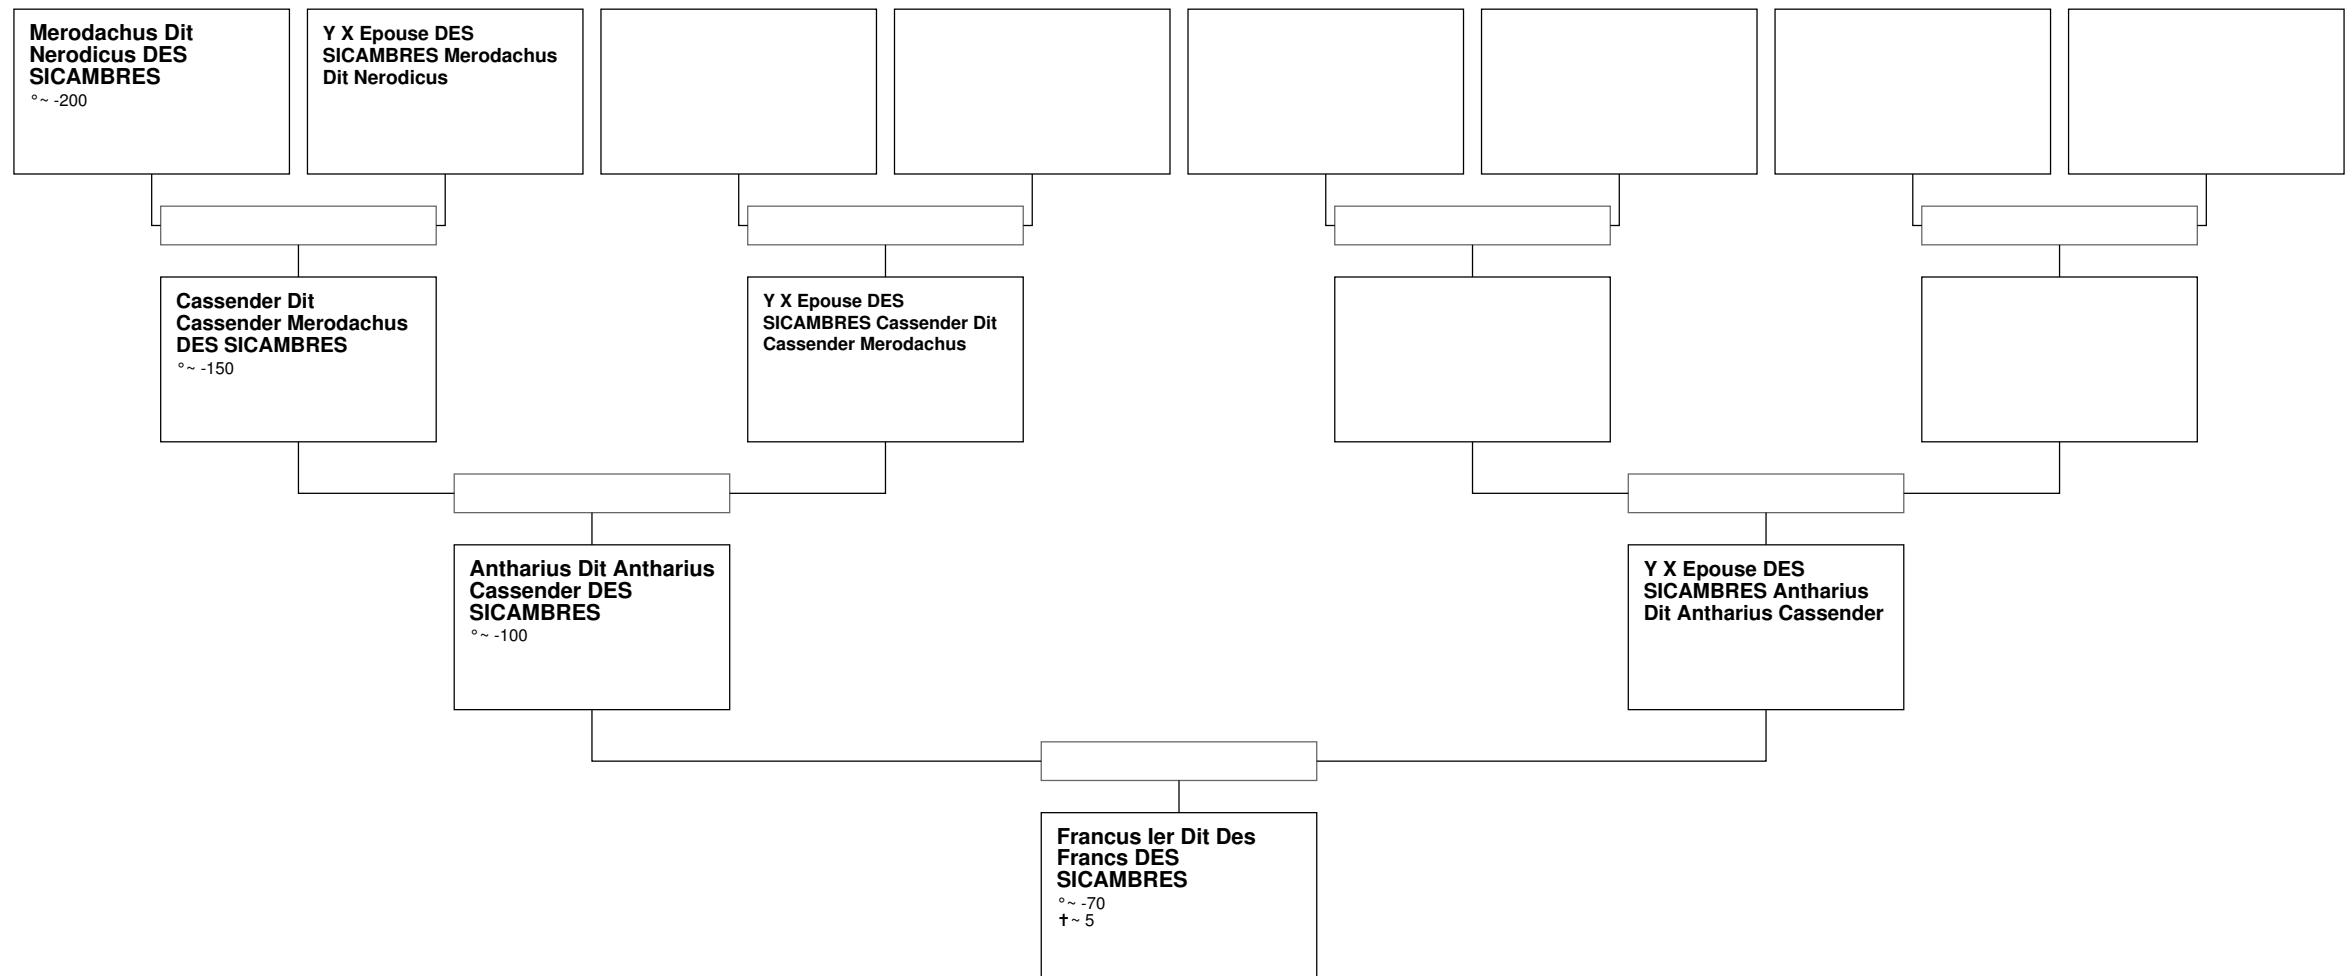 Merodachus Dit
Nerodicus DES
SICAMBRES
°~ -200
Y X Epouse DES
SICAMBRES Merodachus
Dit Nerodicus
Cassender Dit
Cassender Merodachus
DES SICAMBRES
°~ -150
Y X Epouse DES
SICAMBRES Cassender Dit
Cassender Merodachus
Antharius Dit Antharius
Cassender DES
SICAMBRES
°~ -100
Y X Epouse DES
SICAMBRES Antharius
Dit Antharius Cassender
Francus Ier Dit Des
Francs DES
SICAMBRES
°~ -70
✝~ 5